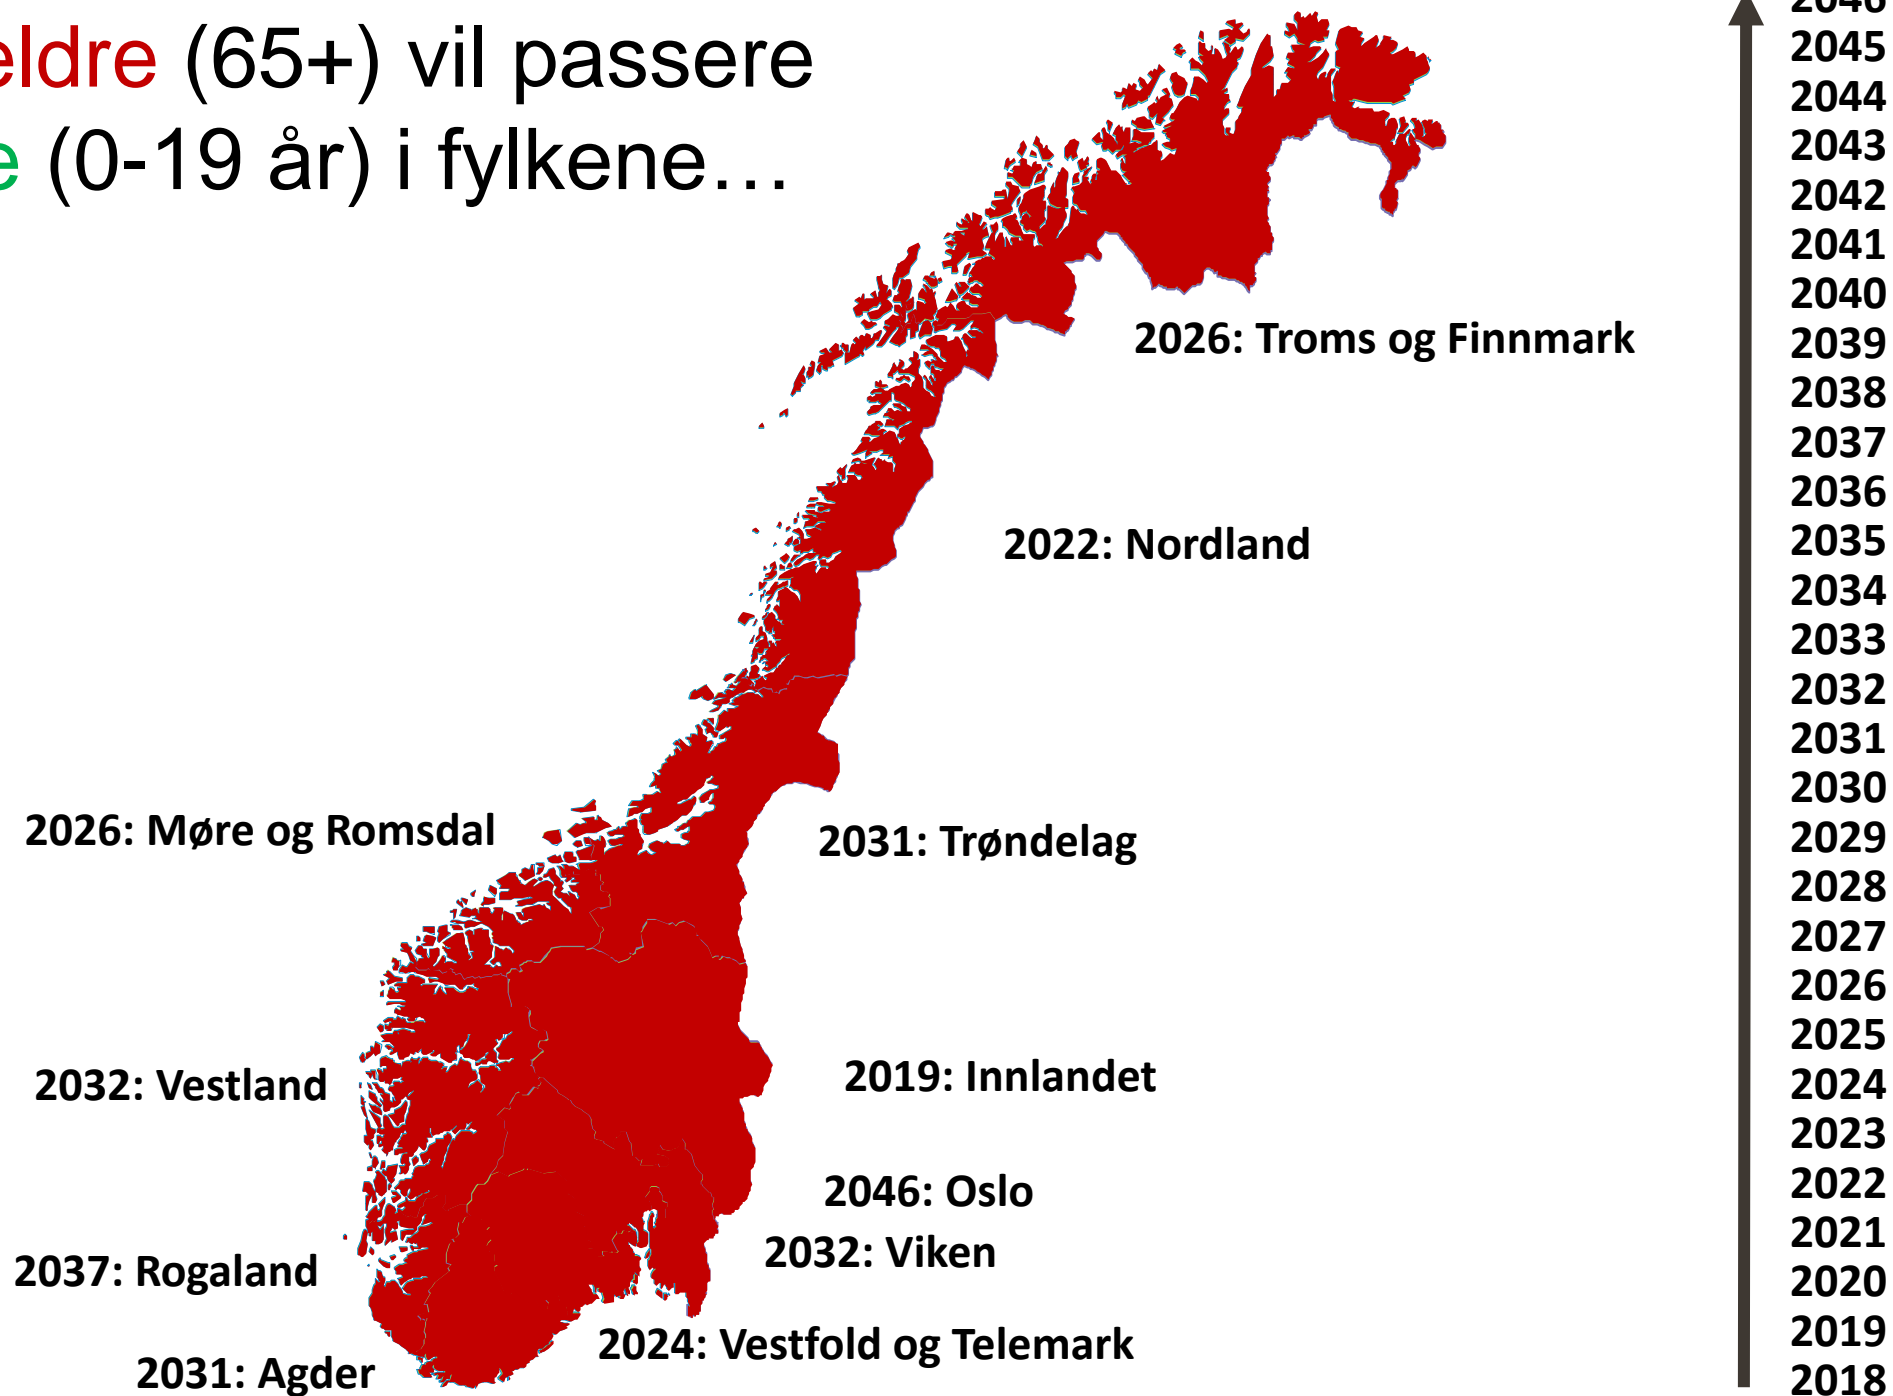 eldre (65+) vil passere
e (0-19 år) i fylkene…
2026: Troms og Finnmark
2022: Nordland
2026: Møre og Romsdal
2031: Trøndelag
2032: Vestland
2019: Innlandet
2046: Oslo
2032: Viken
2037: Rogaland
2024: Vestfold og Telemark
2031: Agder
2046
2045
2044
2043
2042
2041
2040
2039
2038
2037
2036
2035
2034
2033
2032
2031
2030
2029
2028
2027
2026
2025
2024
2023
2022
2021
2020
2019
2018